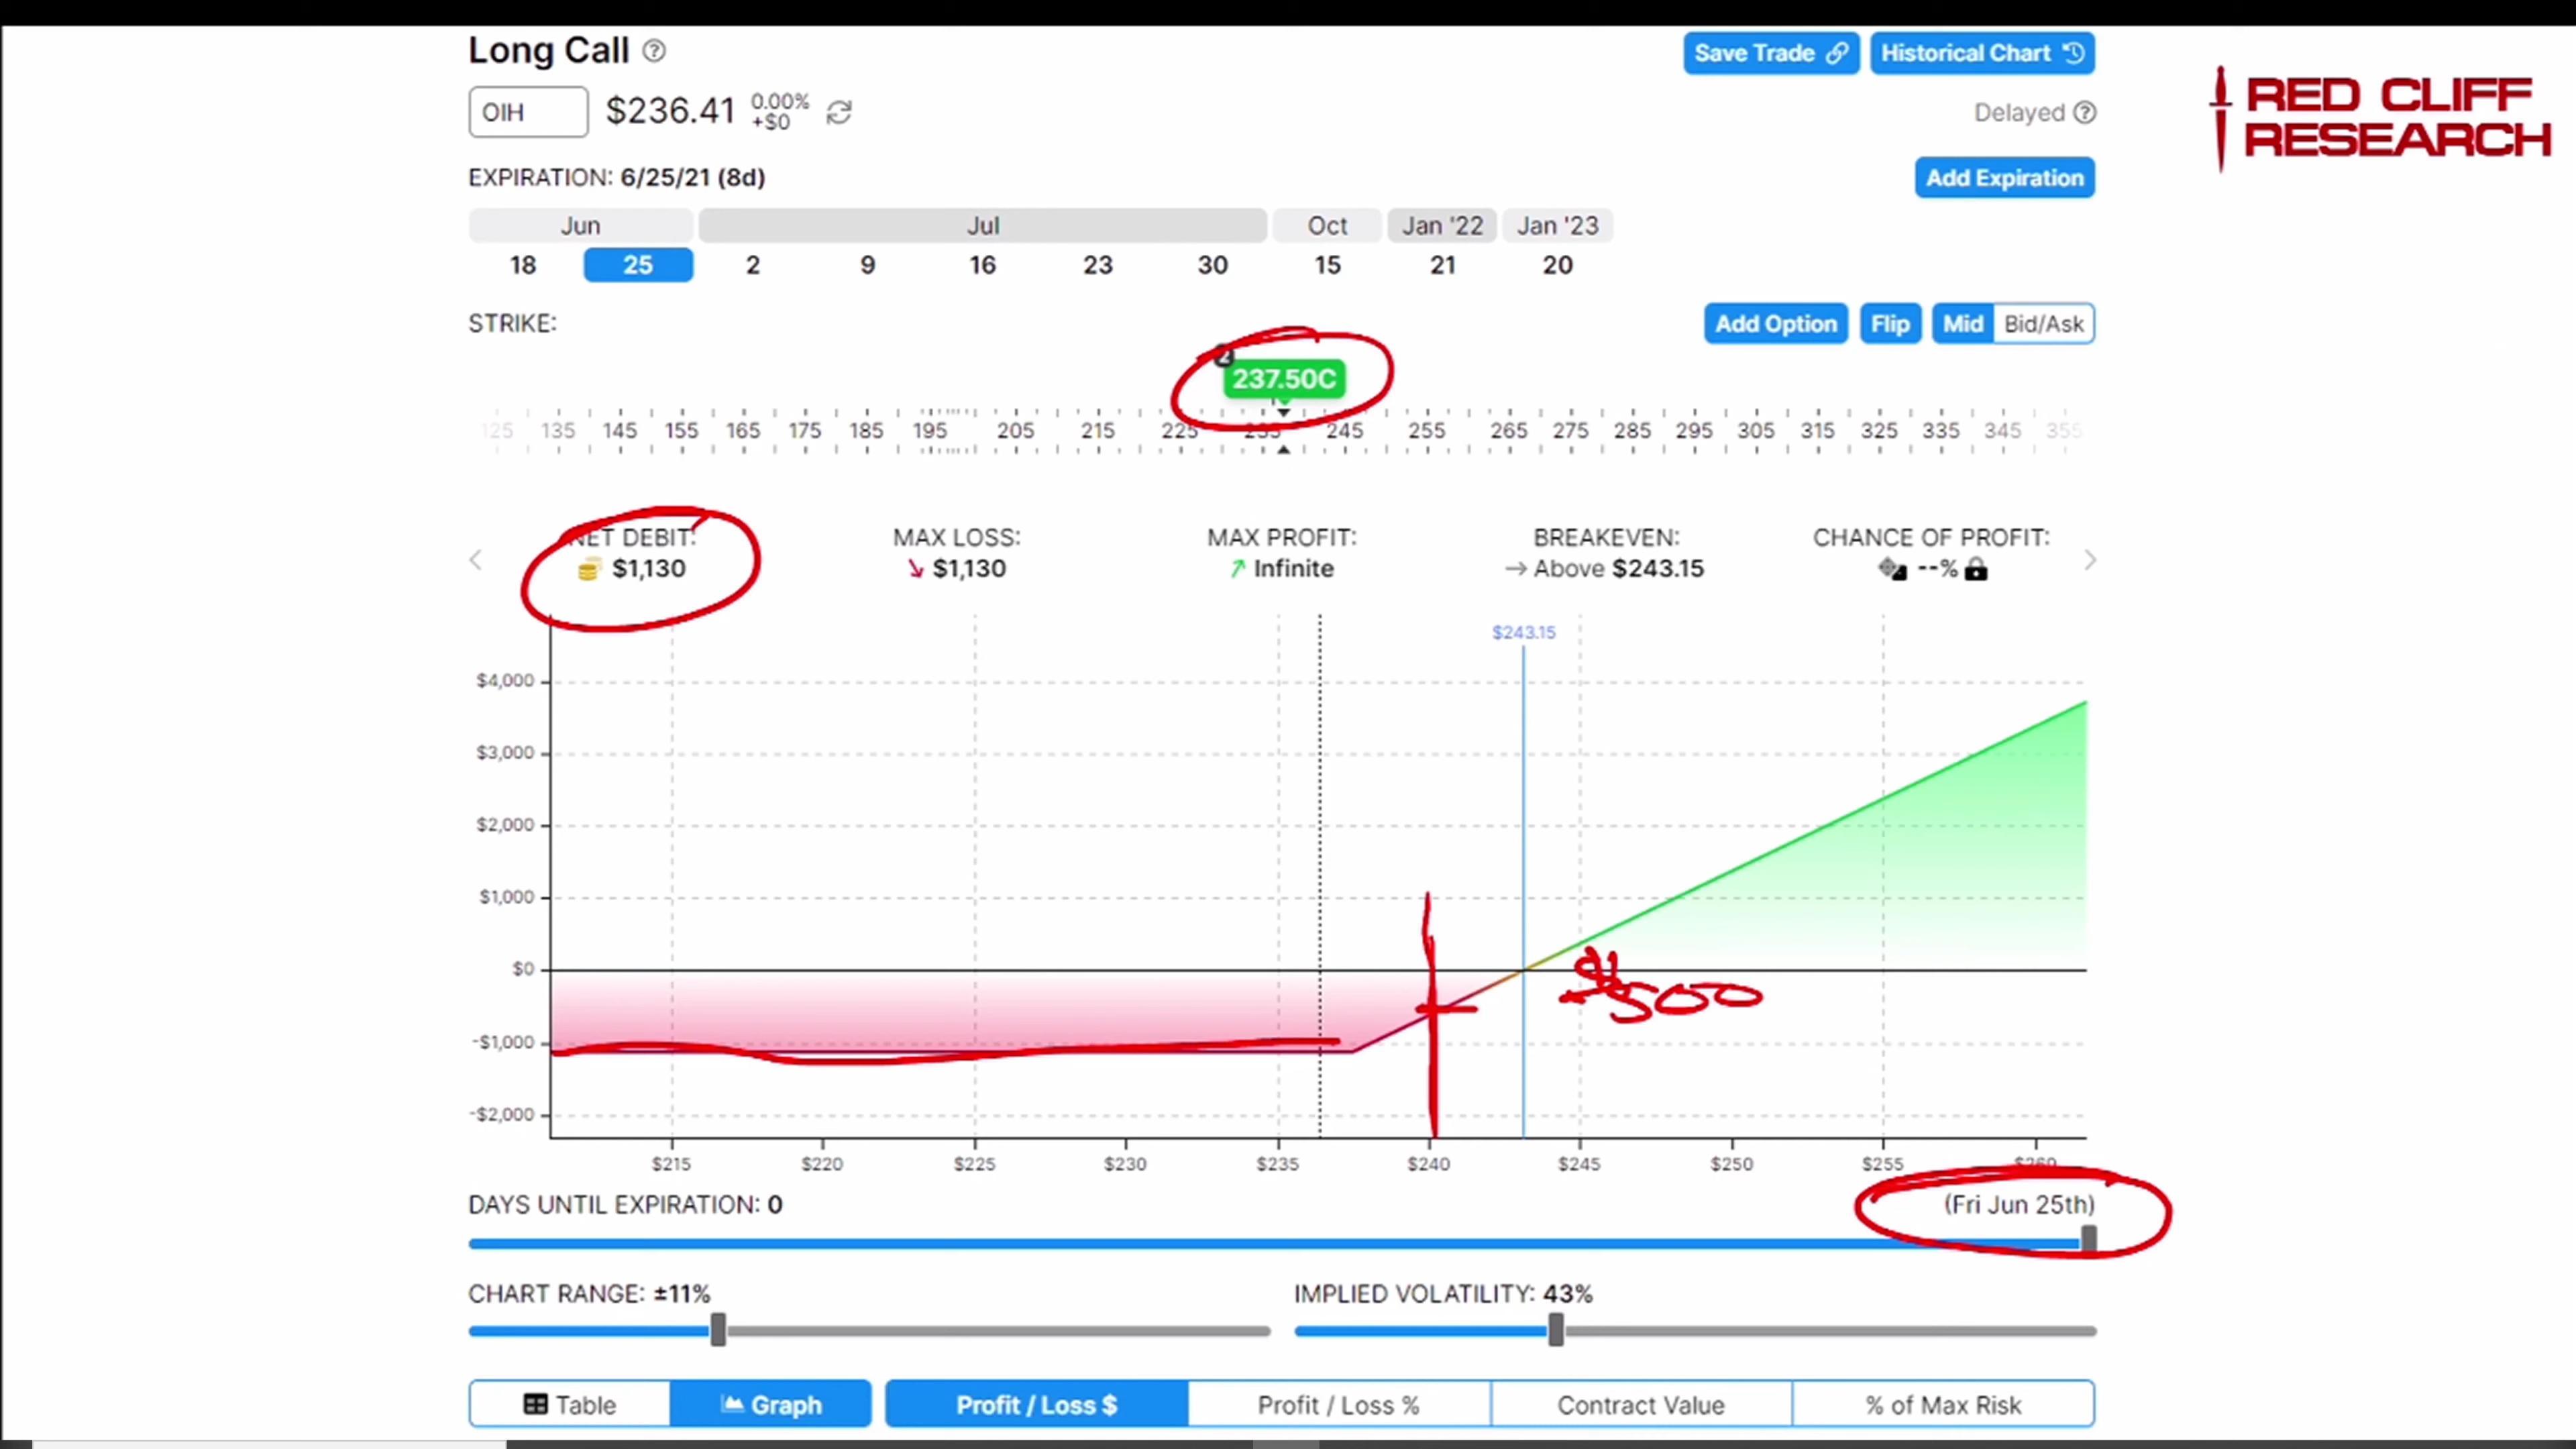 Long Call ?
Save Trade
Historical Chart
RED CLIFF
RESEARCH
OIH
$236.41
0.00%
+$0
Delayed ?
EXPIRATION: 6/25/21 (8d)
Add Expiration
Jun Jul Oct Jan '22 Jan '23
18 25 2 9 16 23 30 15 21 20
STRIKE:
Add Option Flip Mid Bid/Ask
2
237.50C
125 135 145 155 165 175 185 195 205 215 225 235 245 255 265 275 285 295 305 315 325 335 345 355
NET DEBIT: MAX LOSS: MAX PROFIT: BREAKEVEN: CHANCE OF PROFIT:
$1,130 $1,130 Infinite Above $243.15 --%
$243.15
$4,000
$3,000
$2,000
$1,000
$0
-$500
-$1,000
-$2,000
$215 $220 $225 $230 $235 $240 $245 $250 $255 $260
DAYS UNTIL EXPIRATION: 0
(Fri Jun 25th)
CHART RANGE: ±11%
IMPLIED VOLATILITY: 43%
Table Graph Profit / Loss $ Profit / Loss % Contract Value % of Max Risk